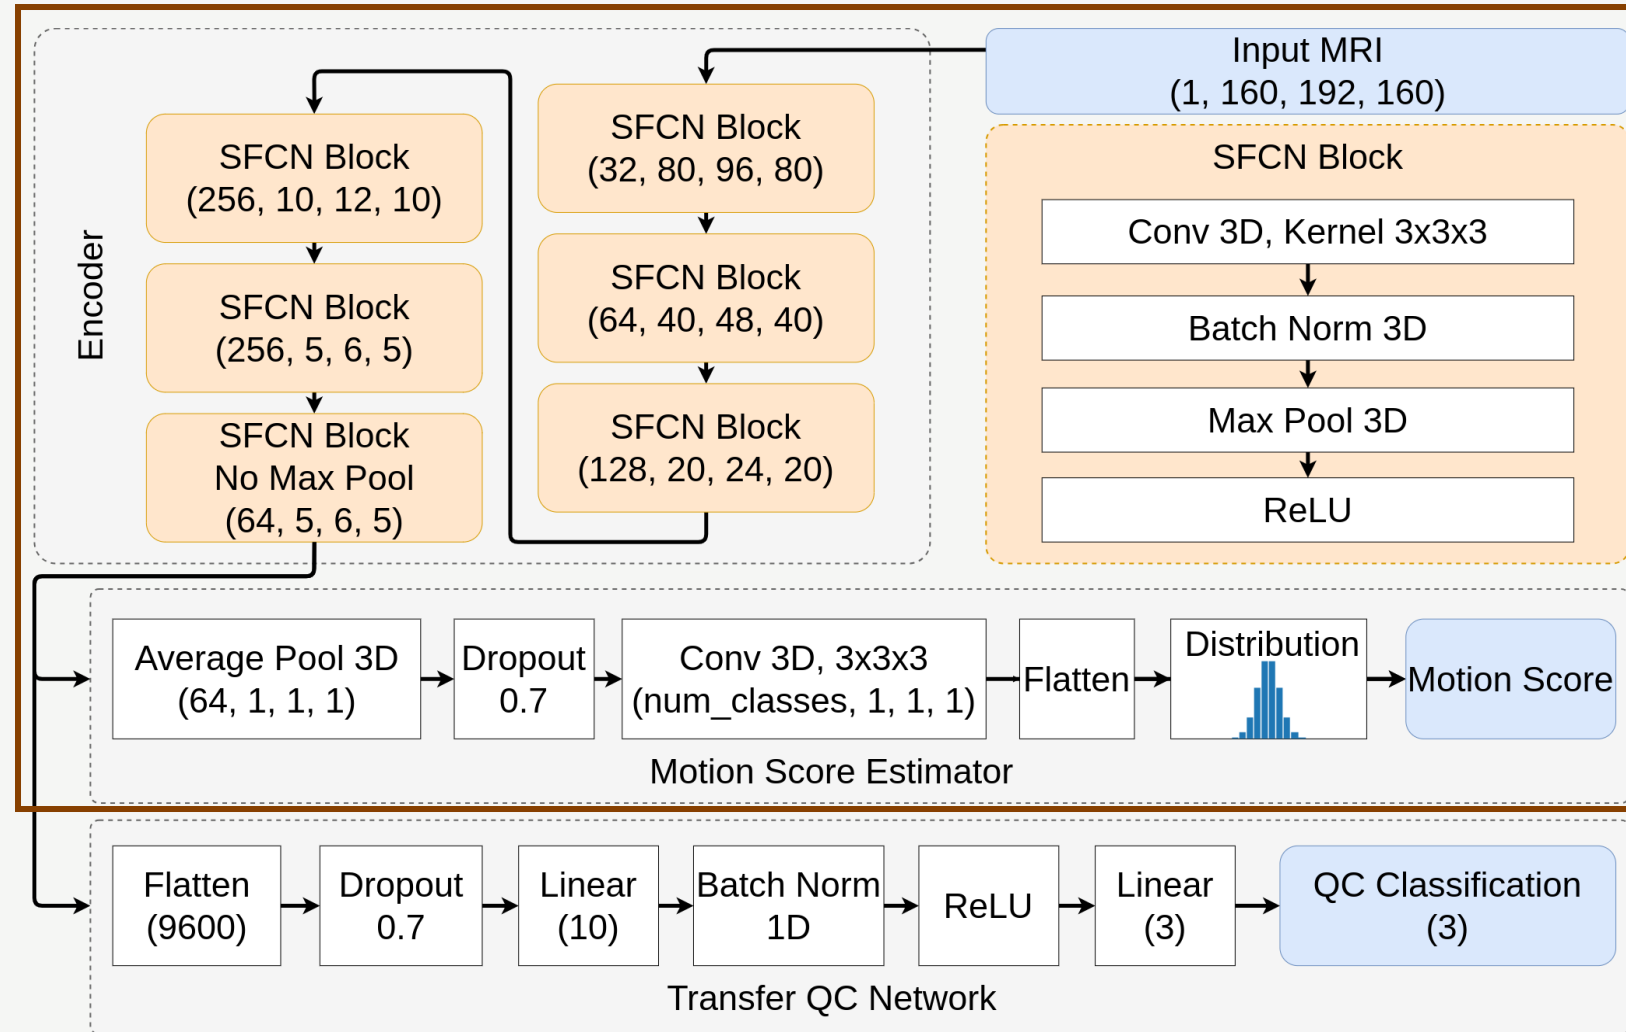 Input MRI
(1, 160, 192, 160)
SFCN Block
Conv 3D, Kernel 3x3x3
Batch Norm 3D
Max Pool 3D
ReLU
Encoder
SFCN Block
(32, 80, 96, 80)
SFCN Block
(64, 40, 48, 40)
SFCN Block
(128, 20, 24, 20)
SFCN Block
(256, 10, 12, 10)
SFCN Block
(256, 5, 6, 5)
SFCN Block
No Max Pool
(64, 5, 6, 5)
Average Pool 3D
(64, 1, 1, 1)
Dropout
0.7
Conv 3D, 3x3x3
(num_classes, 1, 1, 1)
Flatten
Distribution
Motion Score
Motion Score Estimator
Flatten
(9600)
Dropout
0.7
Linear
(10)
Batch Norm
1D
ReLU
Linear
(3)
QC Classification
(3)
Transfer QC Network